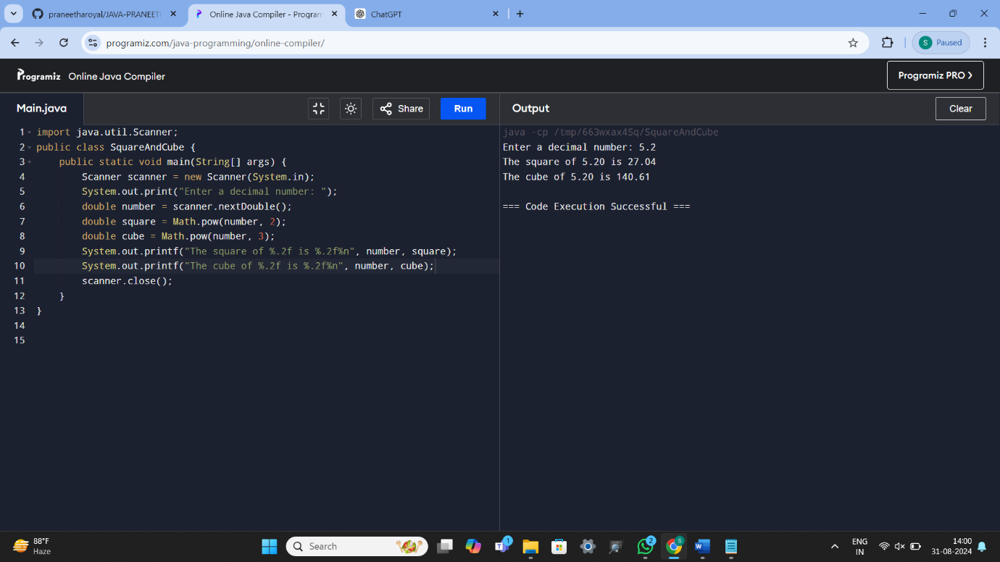 praneetharoyal/JAVA-PRANEETI
Online Java Compiler - Program
ChatGPT
programiz.com/java-programming/online-compiler/
S Paused
Programiz Online Java Compiler
Programiz PRO
Main.java
Share
Run
Output
Clear
1 import java.util.Scanner;
2 public class SquareAndCube {
3 public static void main(String[] args) {
4 Scanner scanner = new Scanner(System.in);
5 System.out.print("Enter a decimal number: ");
6 double number = scanner.nextDouble();
7 double square = Math.pow(number, 2);
8 double cube = Math.pow(number, 3);
9 System.out.printf("The square of %.2f is %.2f%n", number, square);
10 System.out.printf("The cube of %.2f is %.2f%n", number, cube);
11 scanner.close();
12 }
13 }
14
15
java -cp /tmp/663wxax4Sq/SquareAndCube
Enter a decimal number: 5.2
The square of 5.20 is 27.04
The cube of 5.20 is 140.61
=== Code Execution Successful ===
88°F
Haze
Search
1
2
S
ENG
IN
14:00
31-08-2024